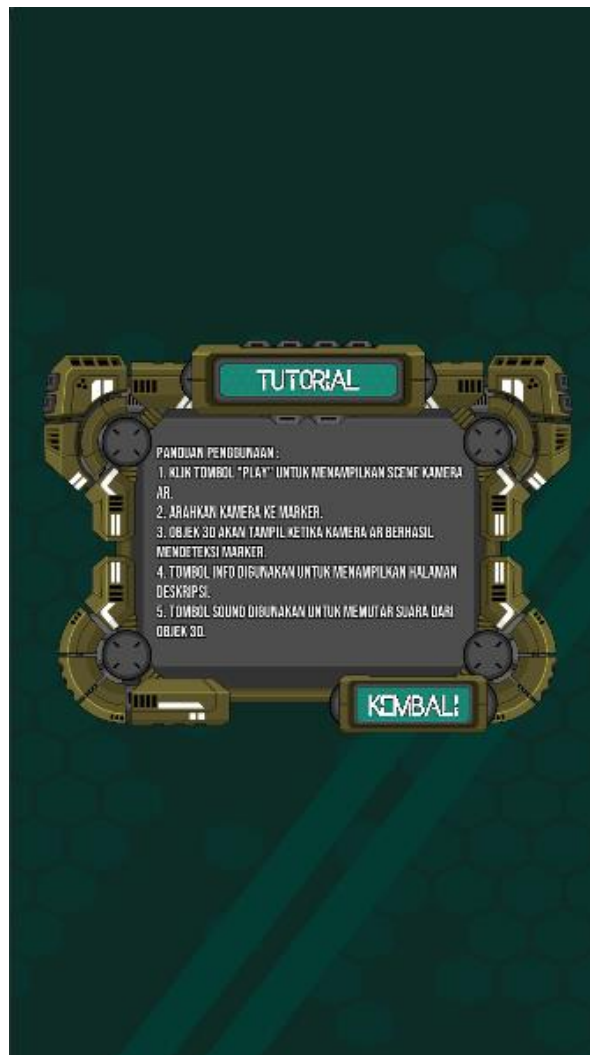 TUTORIAL
PANDUAN PENGGUNAAN :
1. KLIK TOMBOL "PLAY" UNTUK MENAMPILKAN SCENE KAMERA
AR.
2. ARAHKAN KAMERA KE MARKER.
3. OBJEK 3D AKAN TAMPIL KETIKA KAMERA AR BERHASIL
MENDETEKSI MARKER.
4. TOMBOL INFO DIGUNAKAN UNTUK MENAMPILKAN HALAMAN
DESKRIPSI.
5. TOMBOL SOUND DIGUNAKAN UNTUK MEMUTAR SUARA DARI
OBJEK 3D.
KEMBALI